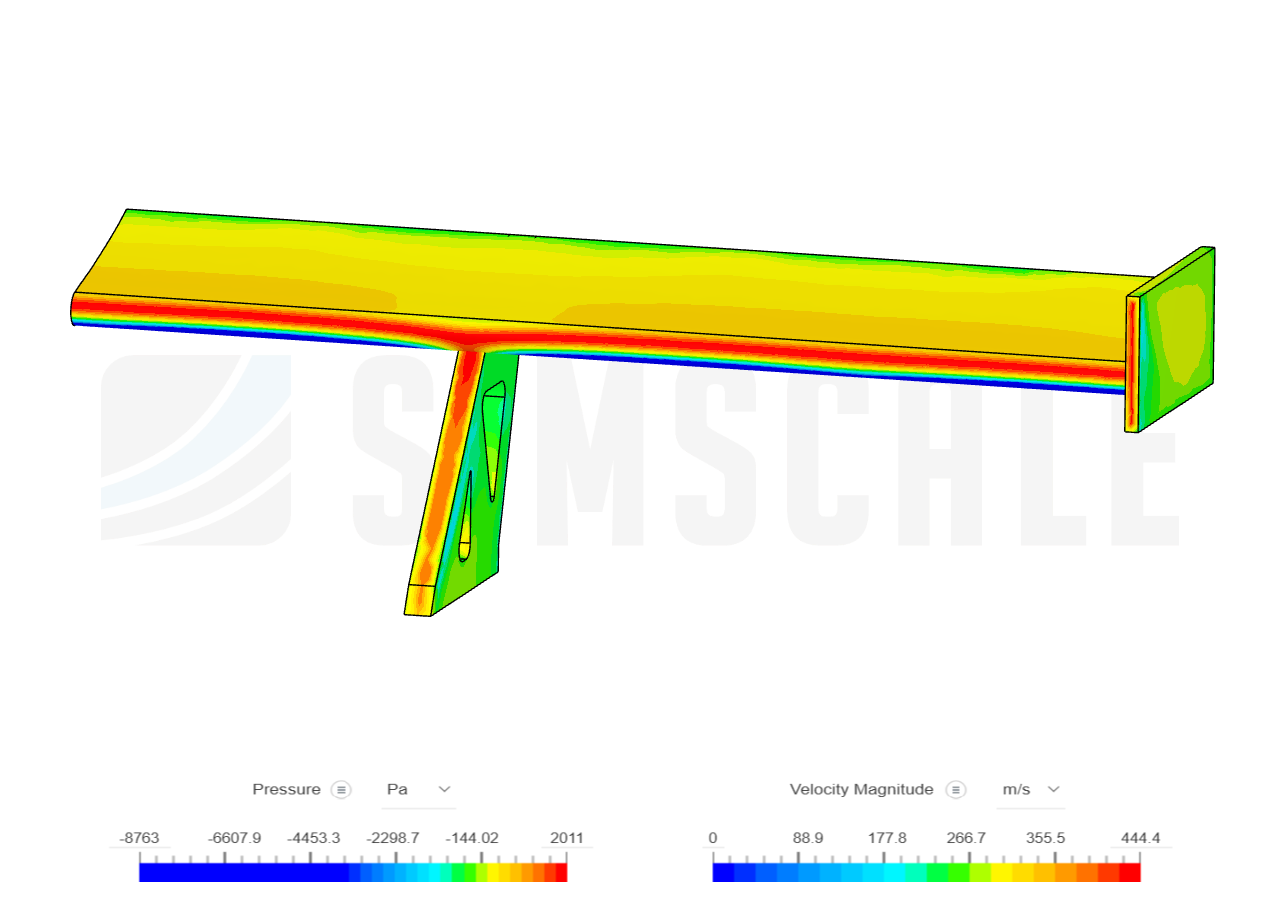 SIMSCALE
Pressure Pa
-8763 -6607.9 -4453.3 -2298.7 -144.02 2011
Velocity Magnitude m/s
0 88.9 177.8 266.7 355.5 444.4